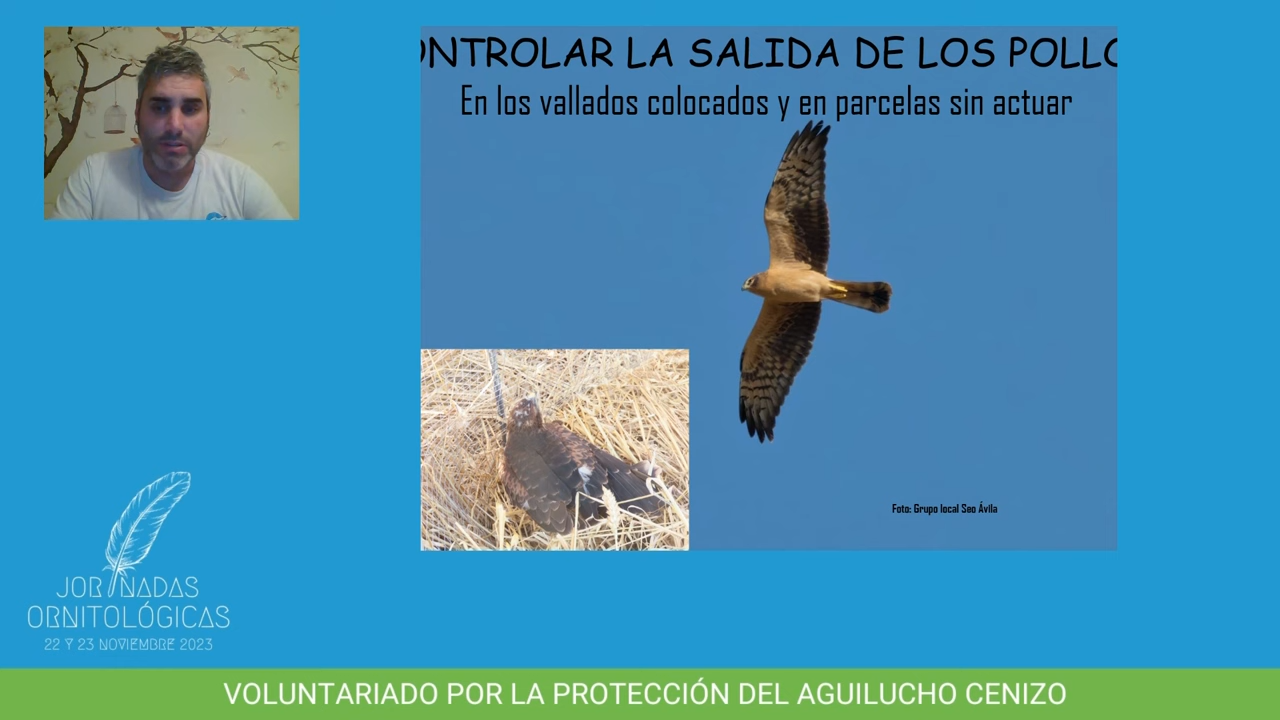 ONTROLAR LA SALIDA DE LOS POLLO
En los vallados colocados y en parcelas sin actuar
Foto: Grupo local Seo Ávila
JORNADAS
ORNITOLÓGICAS
22 Y 23 NOVIEMBRE 2023
VOLUNTARIADO POR LA PROTECCIÓN DEL AGUILUCHO CENIZO